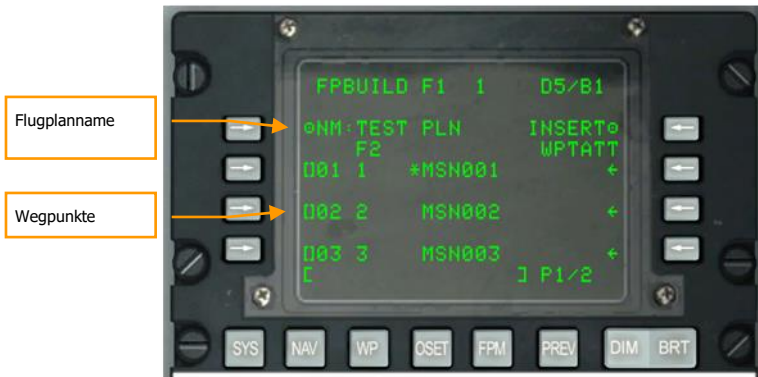 Flugplanname
Wegpunkte
FPBUILD F1 1 D5/B1
NM:TEST PLN INSERT
F2 WPTATT
[]01 1 *MSN001 ←
[]02 2 MSN002 ←
[]03 3 MSN003 ←
[ ] P1/2
SYS NAV WP OSET FPM PREV DIM BRT